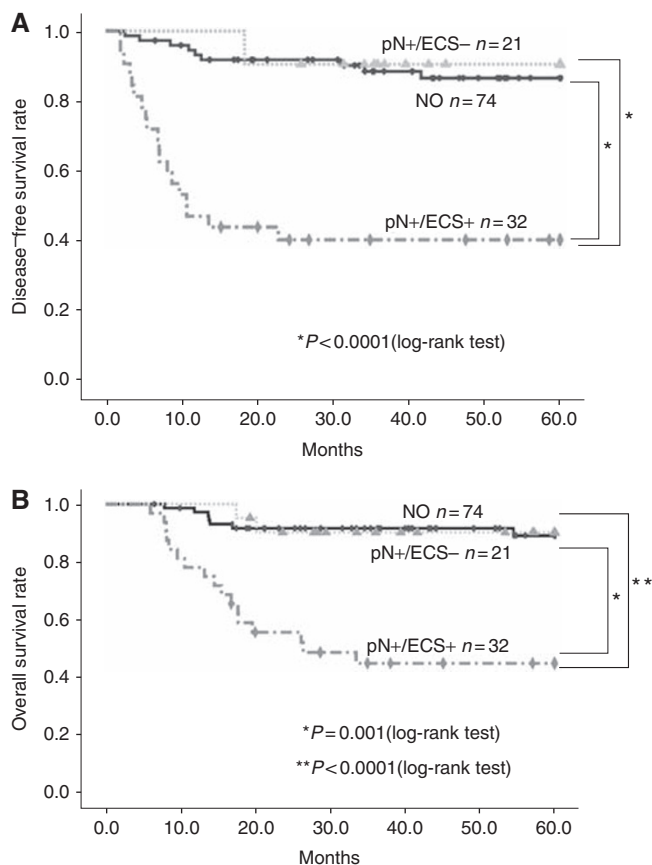 A
1.0
0.8
0.6
0.4
0.2
0.0
Disease–free survival rate
pN+/ECS− n=21
NO n=74
pN+/ECS+ n=32
*
*
*P<0.0001(log-rank test)
0.0 10.0 20.0 30.0 40.0 50.0 60.0
Months
B
1.0
0.8
0.6
0.4
0.2
0.0
Overall survival rate
NO n=74
pN+/ECS− n=21
pN+/ECS+ n=32
*
**
*P=0.001(log-rank test)
**P<0.0001(log-rank test)
0.0 10.0 20.0 30.0 40.0 50.0 60.0
Months